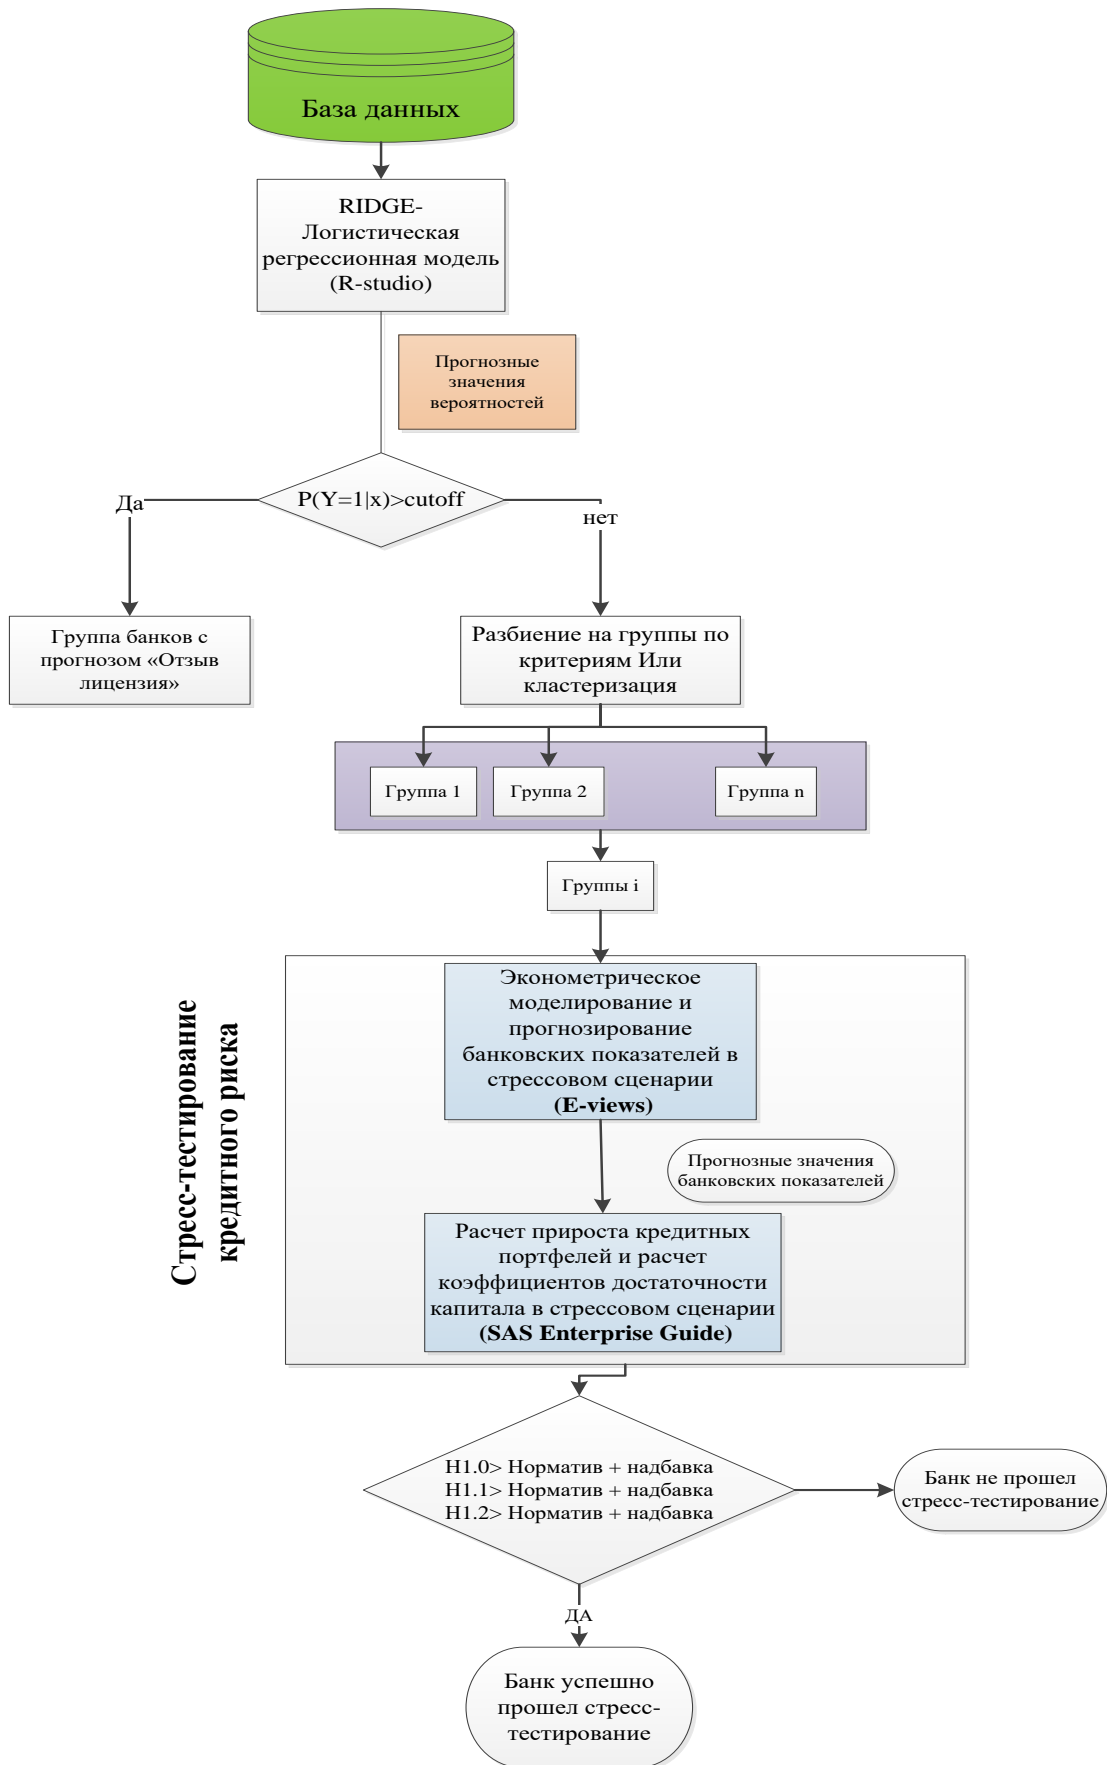 База данных
RIDGE-
Логистическая
регрессионная модель
(R-studio)
Прогнозные
значения
вероятностей
P(Y=1|x)>cutoff
Да
нет
Группа банков с
прогнозом «Отзыв
лицензия»
Разбиение на группы по
критериям Или
кластеризация
Группа 1
Группа 2
Группа n
Группы i
Стресс-тестирование
кредитного риска
Эконометрическое
моделирование и
прогнозирование
банковских показателей в
стрессовом сценарии
(E-views)
Прогнозные значения
банковских показателей
Расчет прироста кредитных
портфелей и расчет
коэффициентов достаточности
капитала в стрессовом сценарии
(SAS Enterprise Guide)
Н1.0> Норматив + надбавка
Н1.1> Норматив + надбавка
Н1.2> Норматив + надбавка
Банк не прошел
стресс-тестирование
ДА
Банк успешно
прошел стресс-
тестирование